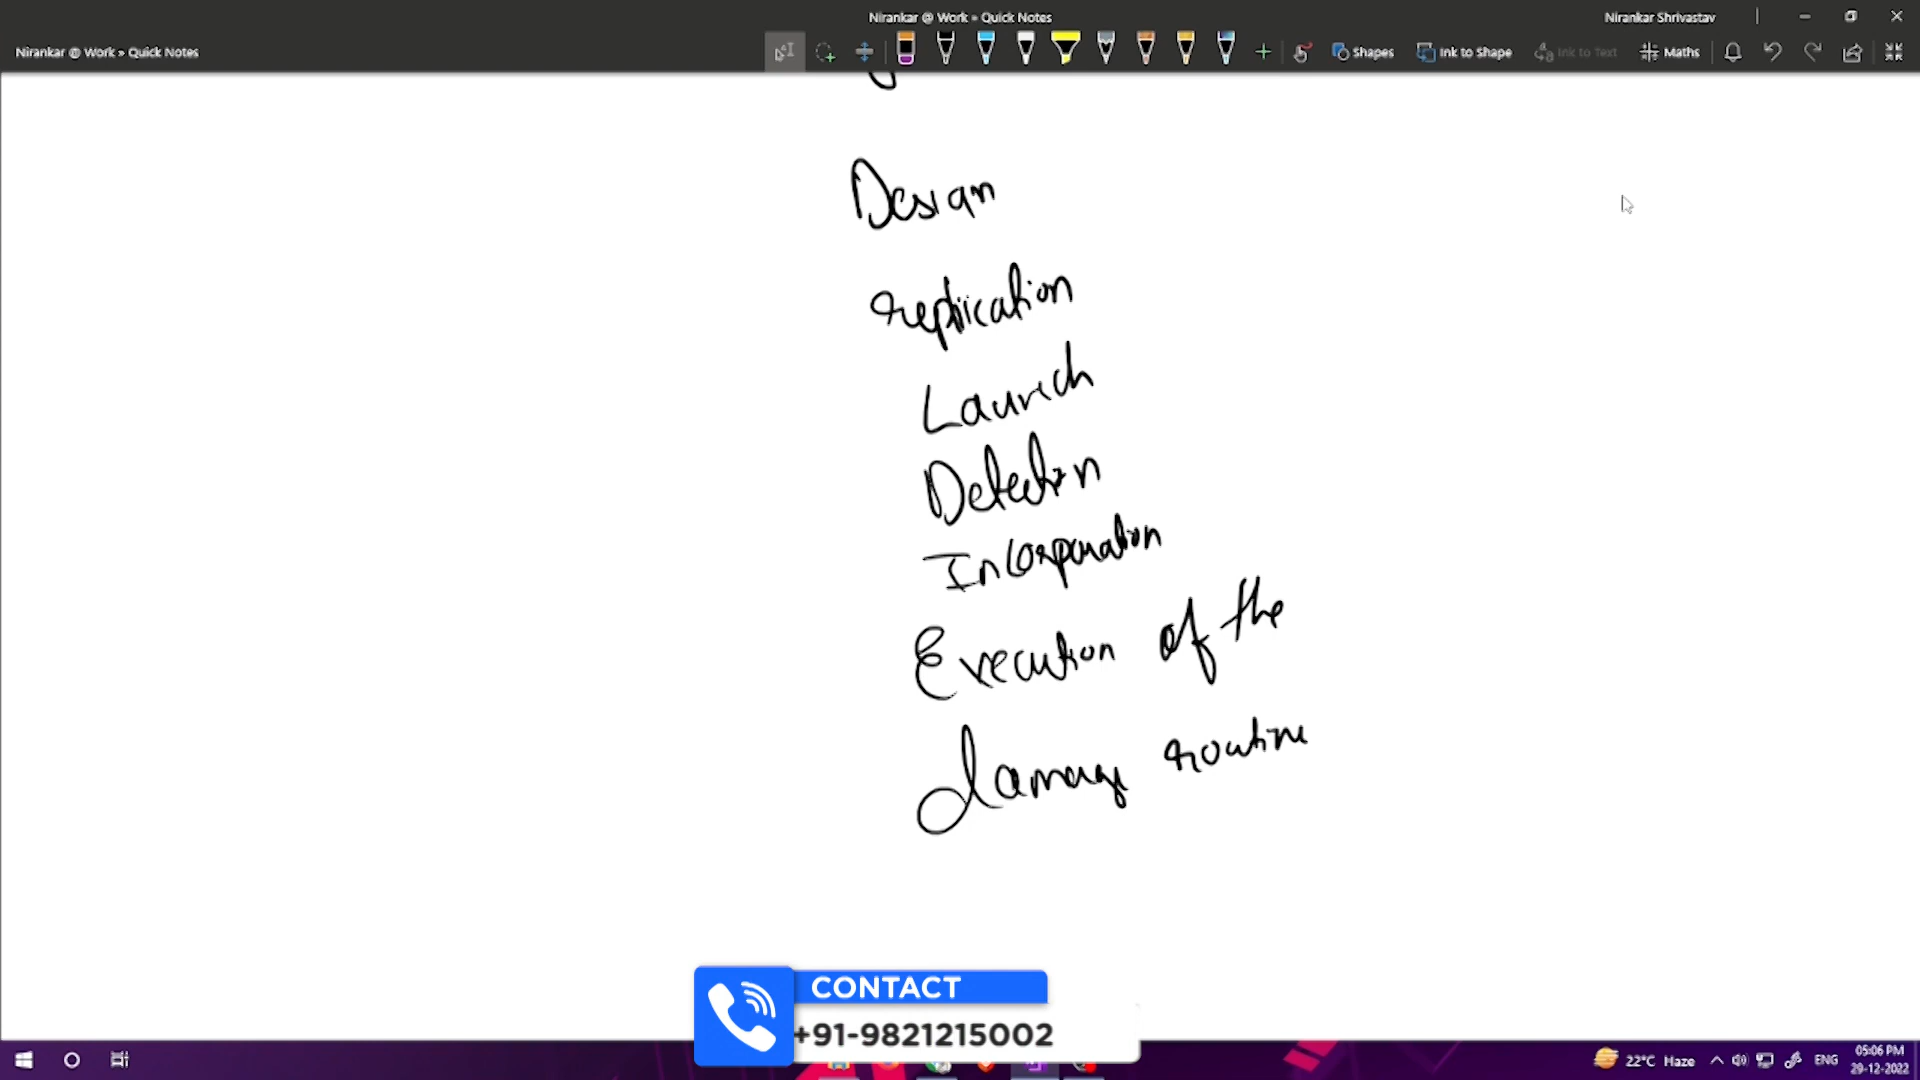 Nirankar @ Work » Quick Notes
Nirankar Shrivastav
Nirankar @ Work » Quick Notes
Shapes
Ink to Shape
Ink to Text
Maths
Design
replication
Launch
Detection
Incorporation
Execution of the
damage routine
CONTACT
+91-9821215002
22°C Haze
ENG
05:06 PM
29-12-2022